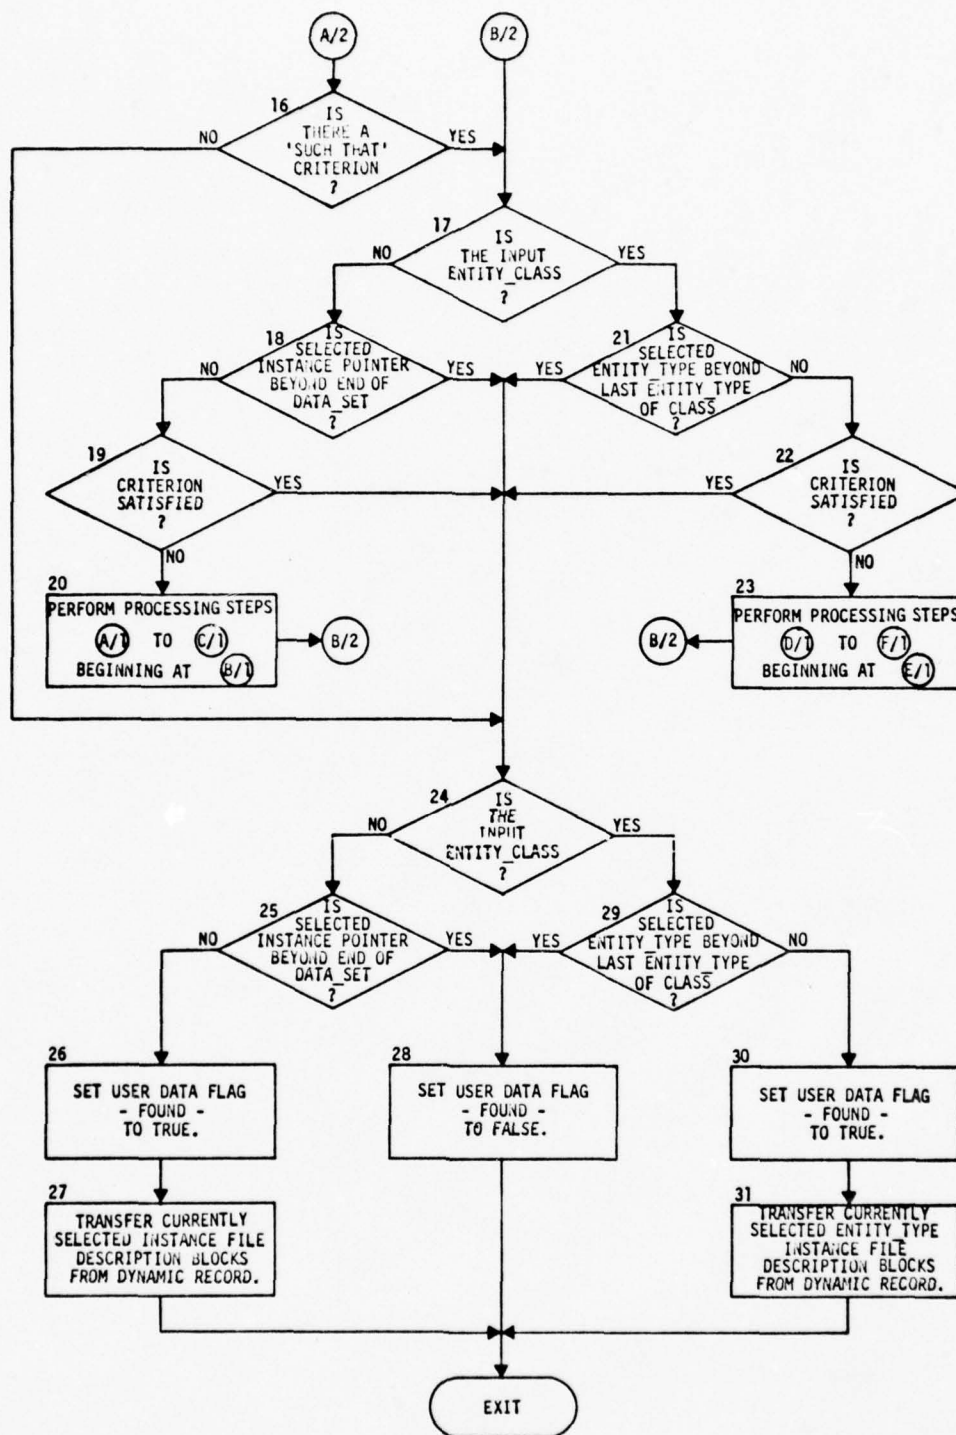 A/2
B/2
16
IS
THERE A
'SUCH THAT'
CRITERION
?
NO
YES
17
IS
THE INPUT
ENTITY_CLASS
?
NO
YES
18
IS
SELECTED
INSTANCE POINTER
BEYOND END OF
DATA_SET
?
NO
YES
21
IS
SELECTED
ENTITY_TYPE BEYOND
LAST ENTITY_TYPE
OF CLASS
?
YES
NO
19
IS
CRITERION
SATISFIED
?
YES
NO
22
IS
CRITERION
SATISFIED
?
YES
NO
20
PERFORM PROCESSING STEPS
A/1 TO C/1
BEGINNING AT B/1
B/2
23
PERFORM PROCESSING STEPS
D/1 TO F/1
BEGINNING AT E/1
B/2
24
IS
THE
INPUT
ENTITY_CLASS
?
NO
YES
25
IS
SELECTED
INSTANCE POINTER
BEYOND END OF
DATA_SET
?
NO
YES
29
IS
SELECTED
ENTITY_TYPE BEYOND
LAST ENTITY_TYPE
OF CLASS
?
YES
NO
26
SET USER DATA FLAG
- FOUND -
TO TRUE.
28
SET USER DATA FLAG
- FOUND -
TO FALSE.
30
SET USER DATA FLAG
- FOUND -
TO TRUE.
27
TRANSFER CURRENTLY
SELECTED INSTANCE FILE
DESCRIPTION BLOCKS
FROM DYNAMIC RECORD.
31
TRANSFER CURRENTLY
SELECTED ENTITY_TYPE
INSTANCE FILE
DESCRIPTION BLOCKS
FROM DYNAMIC RECORD.
EXIT